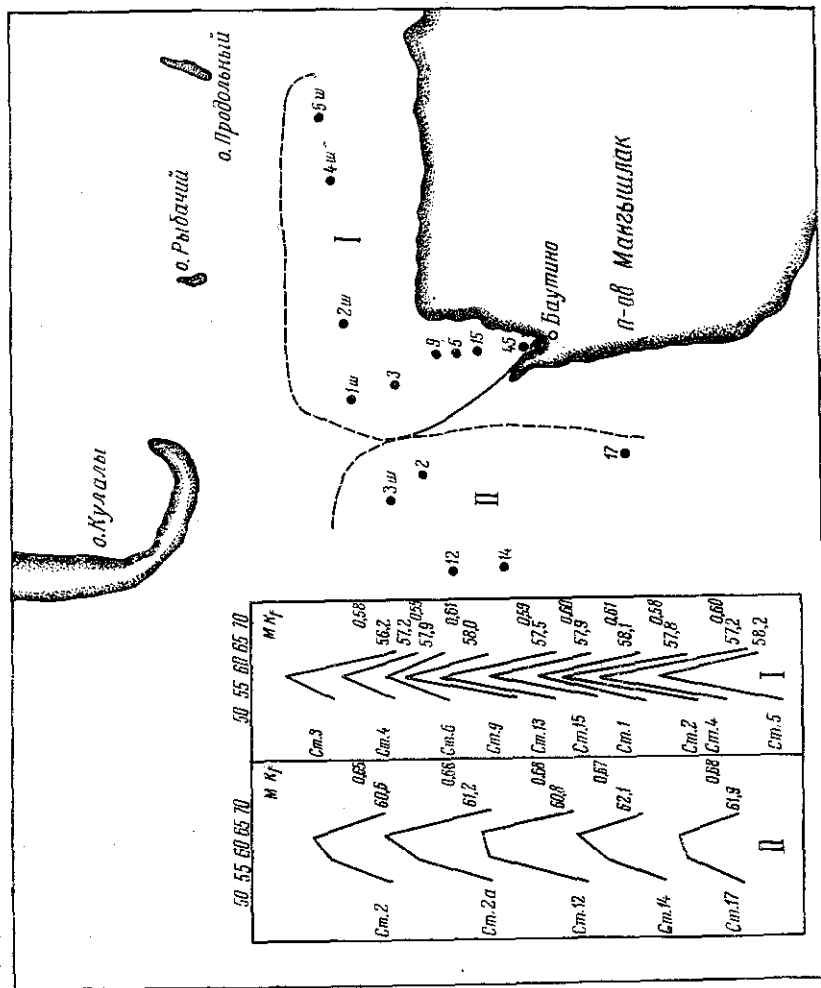 о. Продольный
о. Рыбачий
о. Кулалы
5 ш
4 ш
I
2 ш
1 ш
3
9
5
15
45
Баутино
п-ов Мангышлак
3 ш
2
II
17
12
14
50 55 60 65 70
M Kf
Ст.3 0,58
56,2
Ст.4 57,2
57,9 0,59
Ст.6 0,61
58,0
Ст.9 0,59
57,5
Ст.13 0,60
57,9
Ст.15 0,61
58,1
Ст.1 0,58
57,8
Ст.2
Ст.4 0,60
57,2
Ст.5 58,2
I
50 55 60 65 70
M Kf
0,65
Ст.2 60,6
0,66
Ст.2а 61,2
0,68
Ст.12 60,8
0,67
Ст.14 62,1
0,68
Ст.17 61,9
II